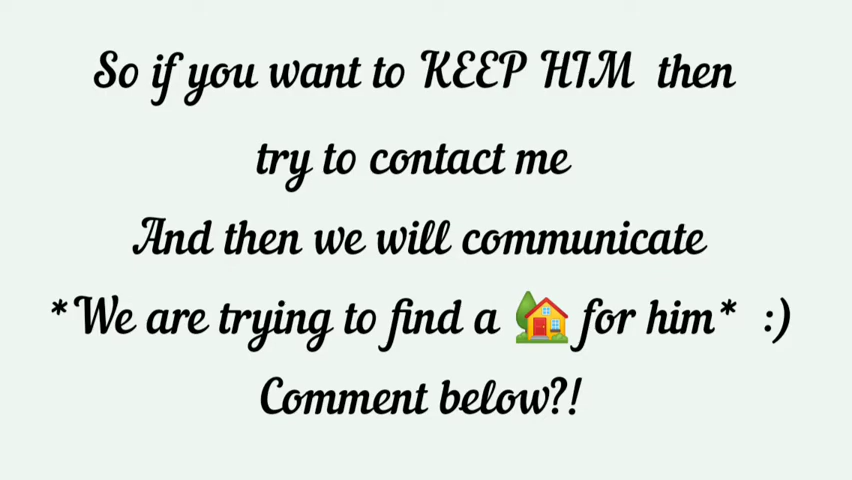 So if you want to KEEP HIM then
try to contact me
And then we will communicate
*We are trying to find a 🏡 for him* :)
Comment below?!